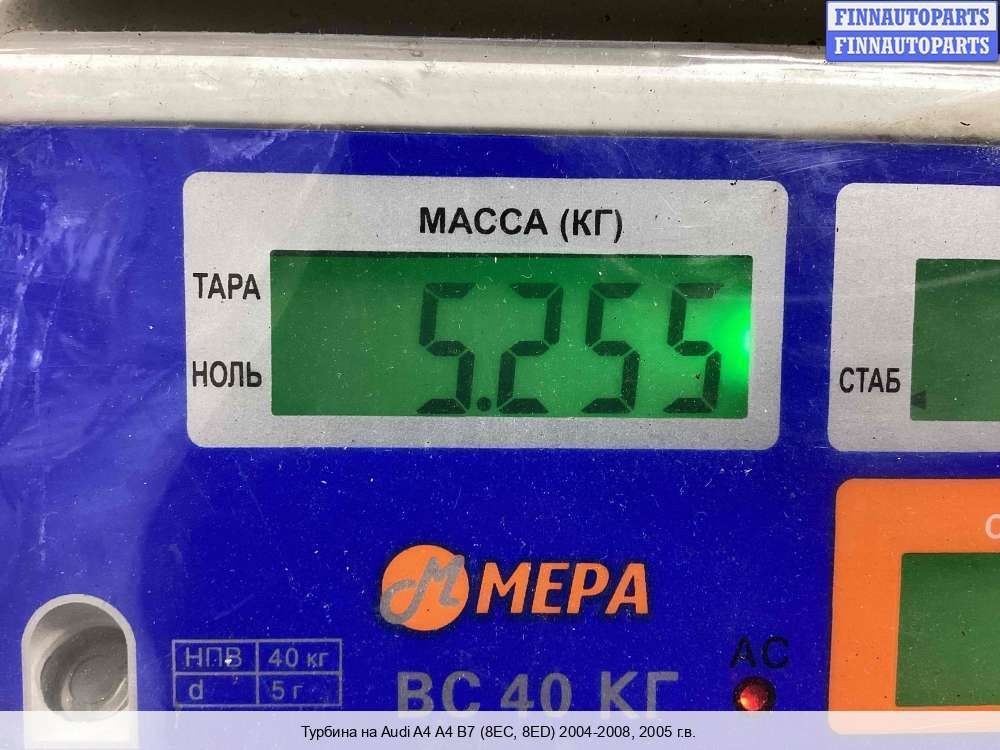 FINNAUTOPARTS
FINNAUTOPARTS
МАССА (КГ)
ТАРА
5.255
НОЛЬ
СТАБ
М МЕРА
НПВ 40 кг
d 5 г
ВС 40 КГ
AC
Турбина на Audi A4 A4 B7 (8EC, 8ED) 2004-2008, 2005 г.в.